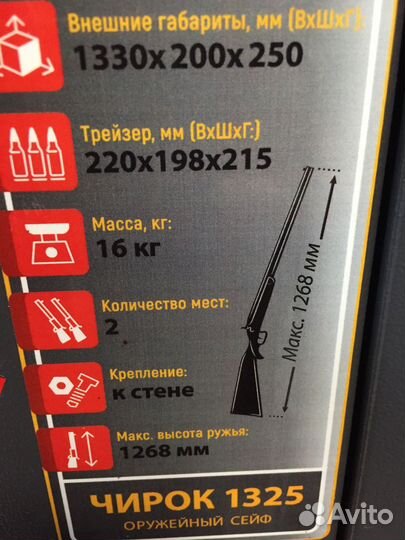 Внешние габариты, мм (ВхШхГ):
1330х200х250
Трейзер, мм (ВхШхГ:)
220х198х215
Масса, кг:
16 кг
Количество мест:
2
Крепление:
к стене
Макс. высота ружья:
1268 мм
Макс. 1268 мм
ЧИРОК 1325
ОРУЖЕЙНЫЙ СЕЙФ
Avito